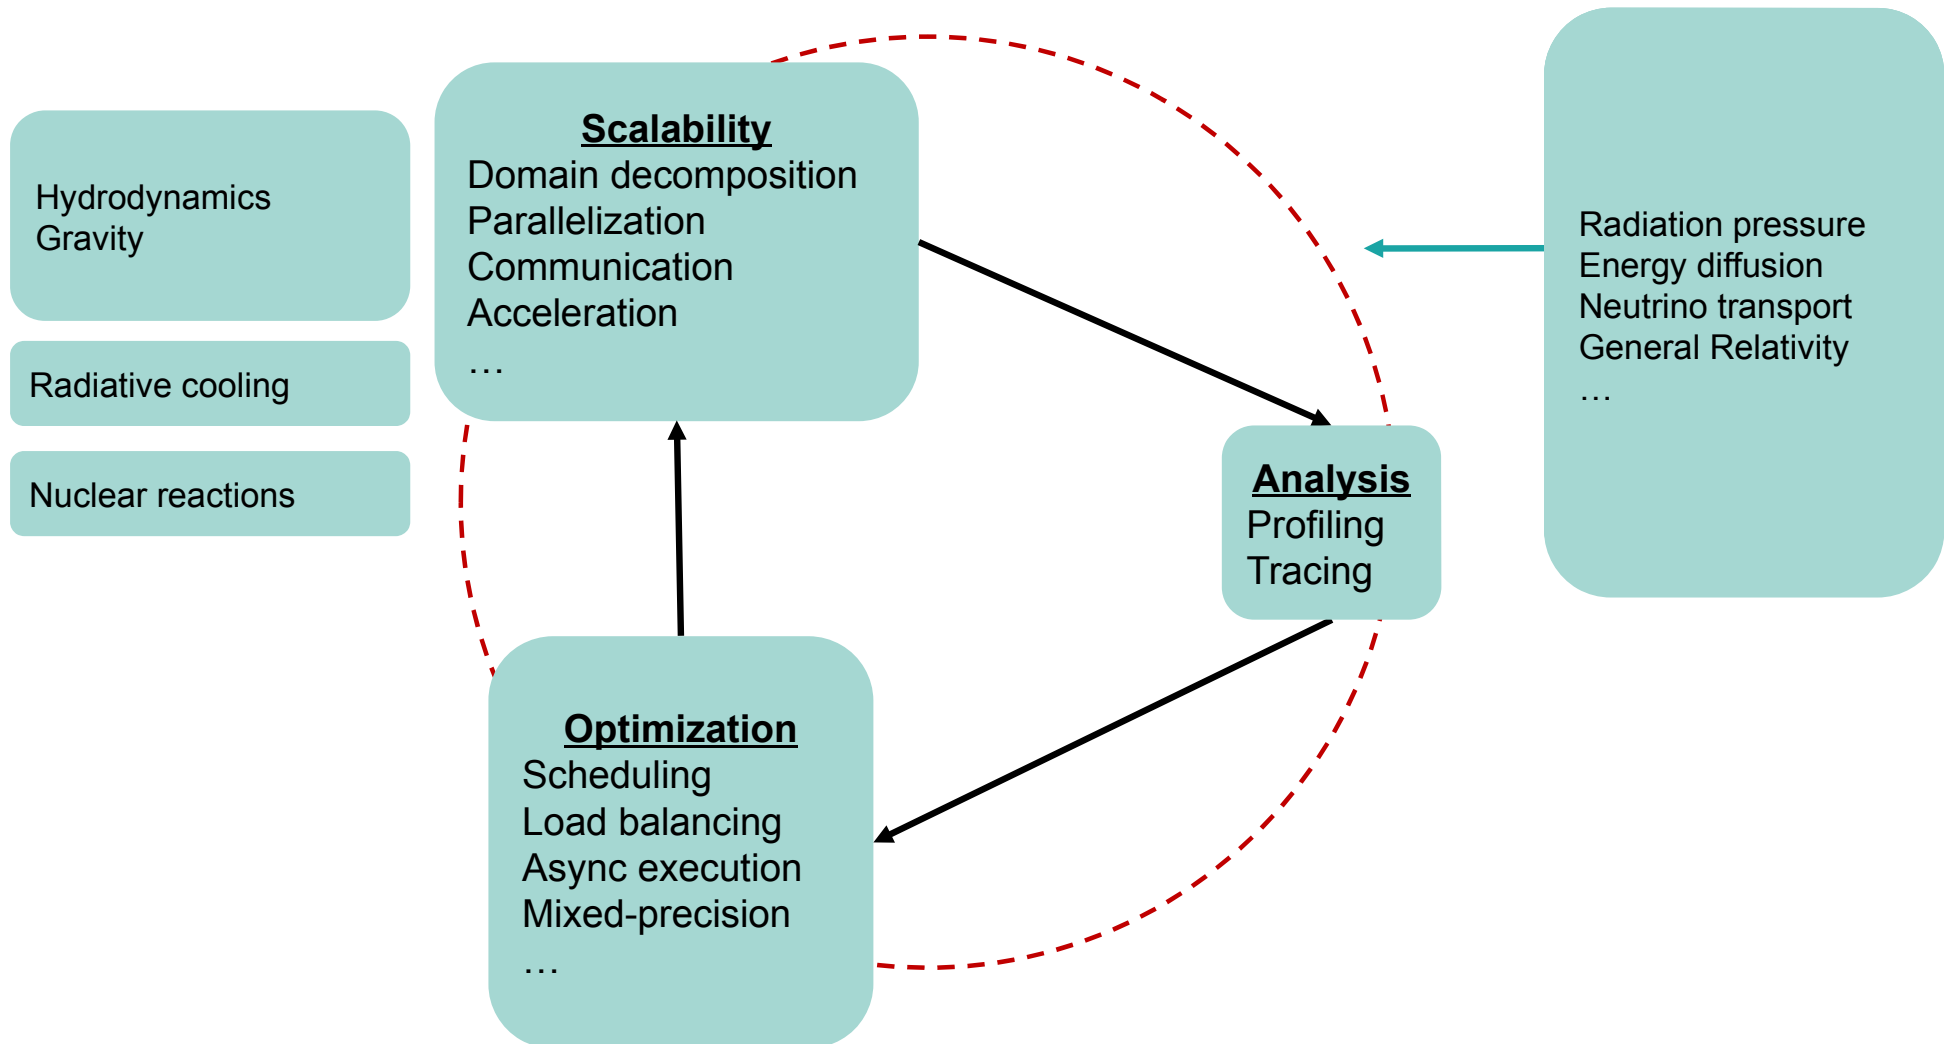 Hydrodynamics
Gravity
Radiative cooling
Nuclear reactions
Scalability
Domain decomposition
Parallelization
Communication
Acceleration
…
Analysis
Profiling
Tracing
Optimization
Scheduling
Load balancing
Async execution
Mixed-precision
…
Radiation pressure
Energy diffusion
Neutrino transport
General Relativity
…